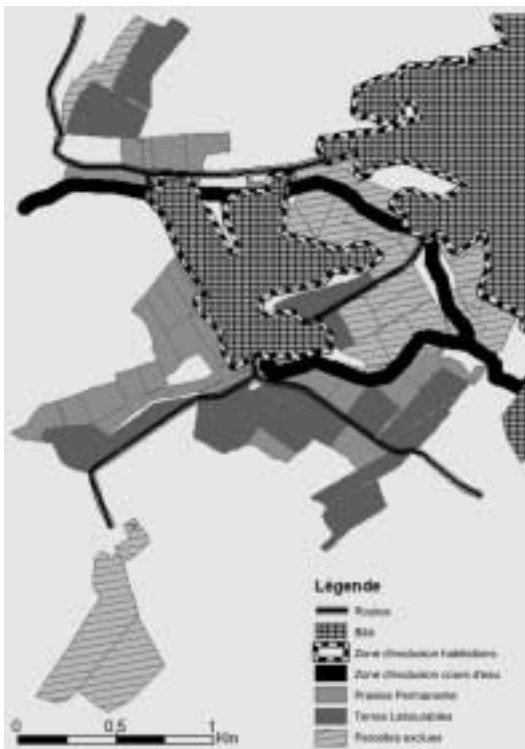 Légende
Routes
Bâti
Zone d'exclusion habitations
Zone d'exclusion cours d'eau
Prairies Permanente
Terres Labourables
Parcelles exclues
0 0,5 1
Km